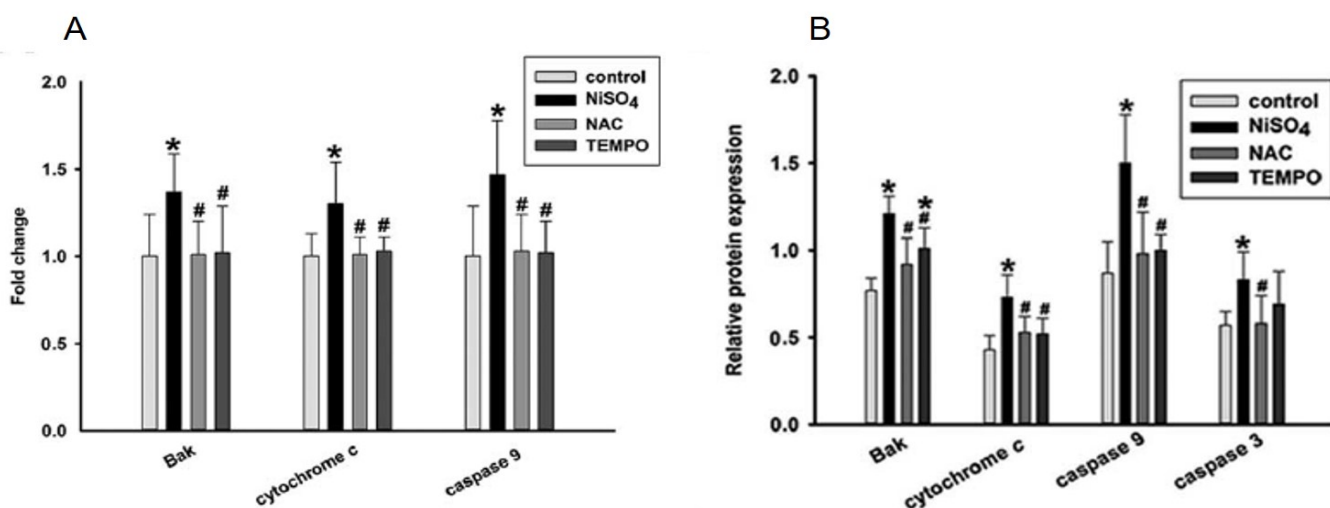 A
Fold change
2.0
1.5
1.0
0.5
0.0
control
NiSO4
NAC
TEMPO
*
# #
*
# #
*
# #
Bak
cytochrome c
caspase 9
B
Relative protein expression
2.0
1.5
1.0
0.5
0.0
control
NiSO4
NAC
TEMPO
*
#
*
#
*
# #
*
# #
*
#
Bak
cytochrome c
caspase 9
caspase 3